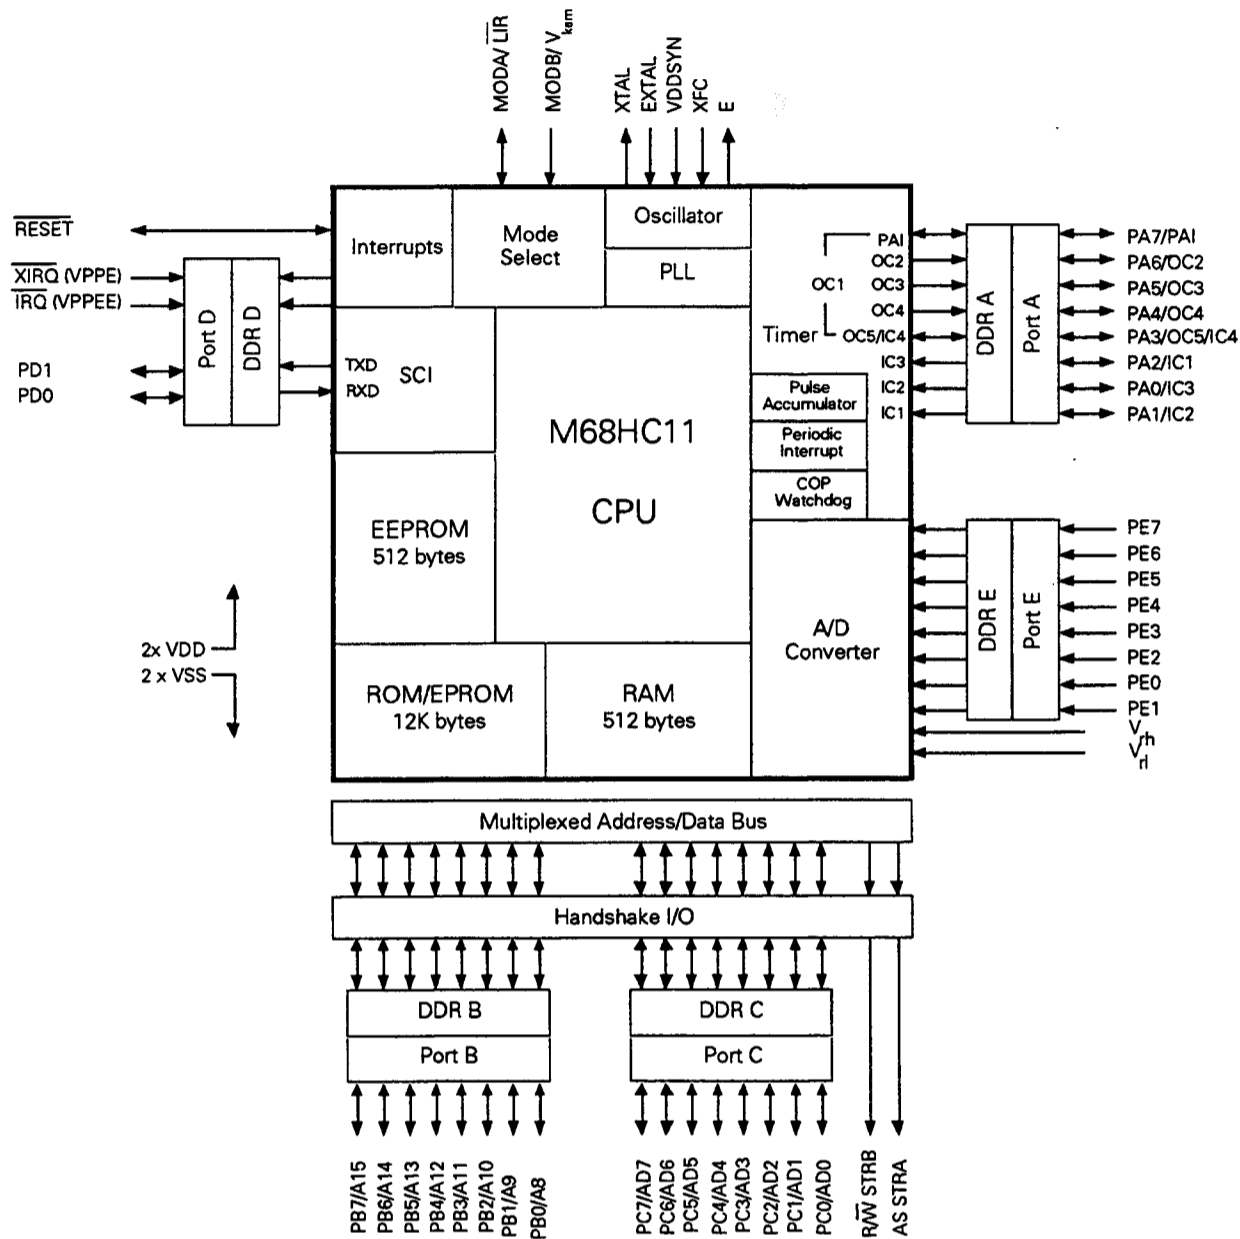 MODA/ LIR
MODB/ Vkam
XTAL
EXTAL
VDDSYN
XFC
E
RESET
XIRQ (VPPE)
IRQ (VPPEE)
PD1
PD0
Port D
DDR D
Interrupts
Mode
Select
Oscillator
PLL
TXD
RXD
SCI
M68HC11
CPU
EEPROM
512 bytes
ROM/EPROM
12K bytes
RAM
512 bytes
2x VDD
2 x VSS
Timer
OC1
PAI
OC2
OC3
OC4
OC5/IC4
IC3
IC2
IC1
Pulse
Accumulator
Periodic
Interrupt
COP
Watchdog
A/D
Converter
DDR A
Port A
PA7/PAI
PA6/OC2
PA5/OC3
PA4/OC4
PA3/OC5/IC4
PA2/IC1
PA0/IC3
PA1/IC2
DDR E
Port E
PE7
PE6
PE5
PE4
PE3
PE2
PE0
PE1
Vrh
Vrl
Multiplexed Address/Data Bus
Handshake I/O
DDR B
Port B
DDR C
Port C
PB7/A15
PB6/A14
PB5/A13
PB4/A12
PB3/A11
PB2/A10
PB1/A9
PB0/A8
PC7/AD7
PC6/AD6
PC5/AD5
PC4/AD4
PC3/AD3
PC2/AD2
PC1/AD1
PC0/AD0
R/W STRB
AS STRA